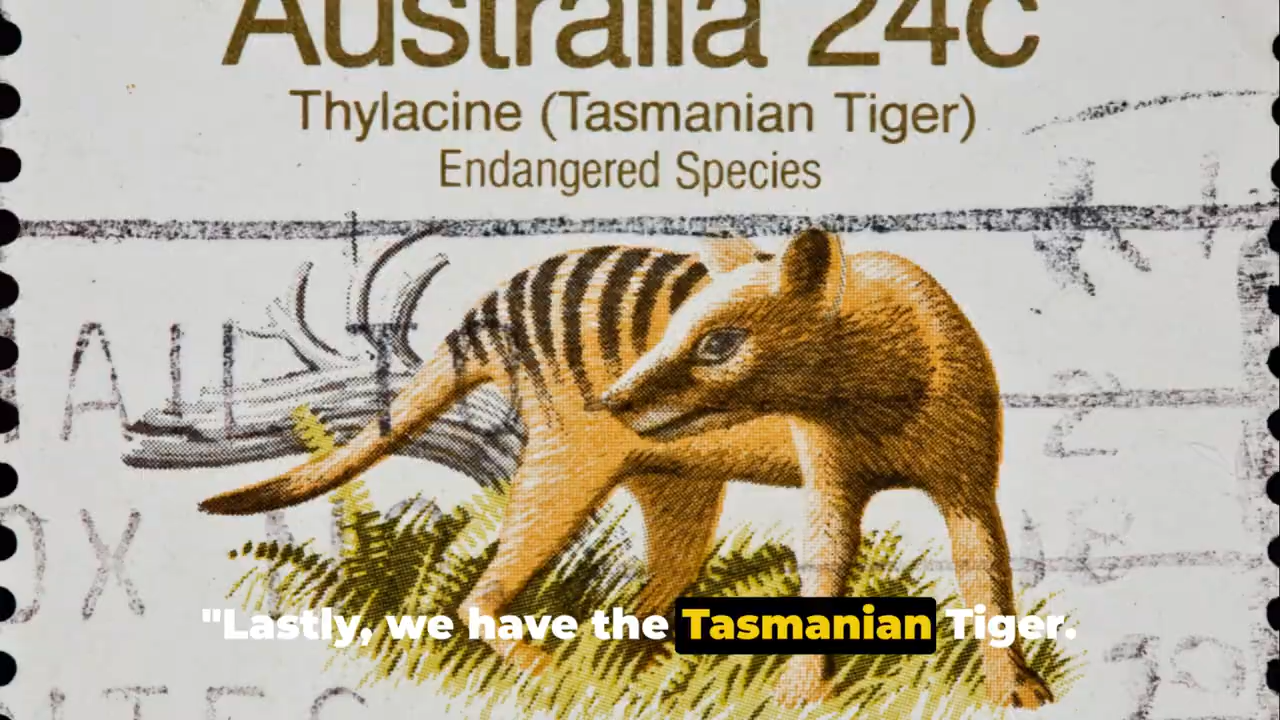 Australia 24c
Thylacine (Tasmanian Tiger)
Endangered Species
"Lastly, we have the Tasmanian Tiger.